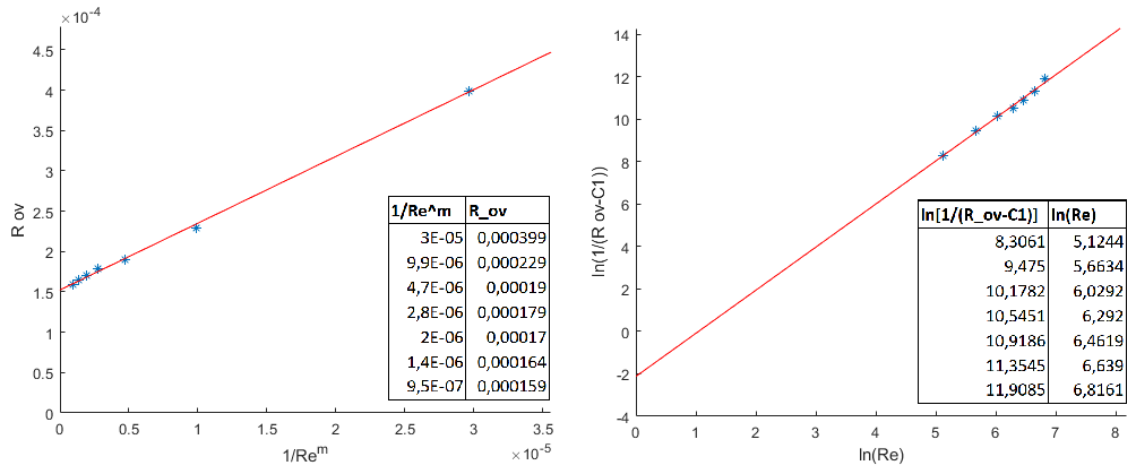 ×10⁻⁴
4.5
4
3.5
3
2.5
2
1.5
1
0.5
0
R ov
0 0.5 1 1.5 2 2.5 3 3.5
1/Reᵐ
×10⁻⁵
1/Re^m R_ov
3E-05 0,000399
9,9E-06 0,000229
4,7E-06 0,00019
2,8E-06 0,000179
2E-06 0,00017
1,4E-06 0,000164
9,5E-07 0,000159
14
12
10
8
6
4
2
0
-2
-4
ln(1/(R ov-C1))
0 1 2 3 4 5 6 7 8
ln(Re)
ln[1/(R_ov-C1)] ln(Re)
8,3061 5,1244
9,475 5,6634
10,1782 6,0292
10,5451 6,292
10,9186 6,4619
11,3545 6,639
11,9085 6,8161